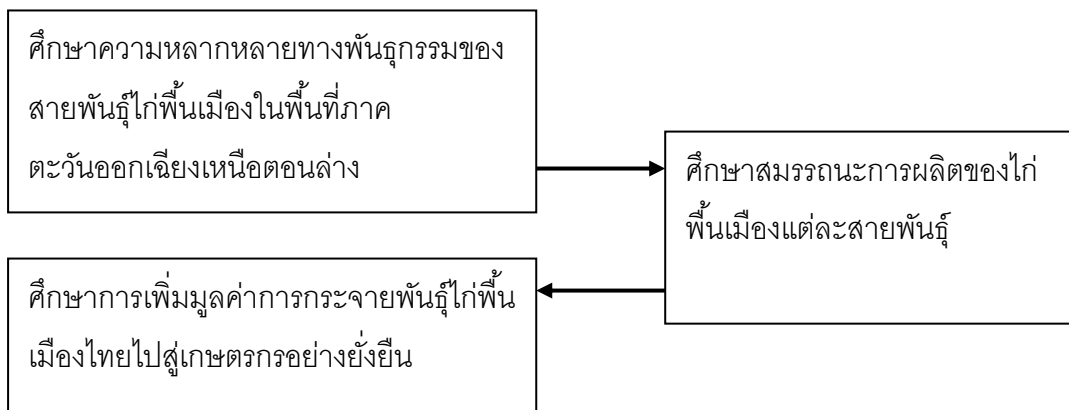 ศึกษาความหลากหลายทางพันธุกรรมของ
สายพันธุ์ไก่พื้นเมืองในพื้นที่ภาค
ตะวันออกเฉียงเหนือตอนล่าง
ศึกษาสมรรถนะการผลิตของไก่
พื้นเมืองแต่ละสายพันธุ์
ศึกษาการเพิ่มมูลค่าการกระจายพันธุ์ไก่พื้น
เมืองไทยไปสู่เกษตรกรอย่างยั่งยืน